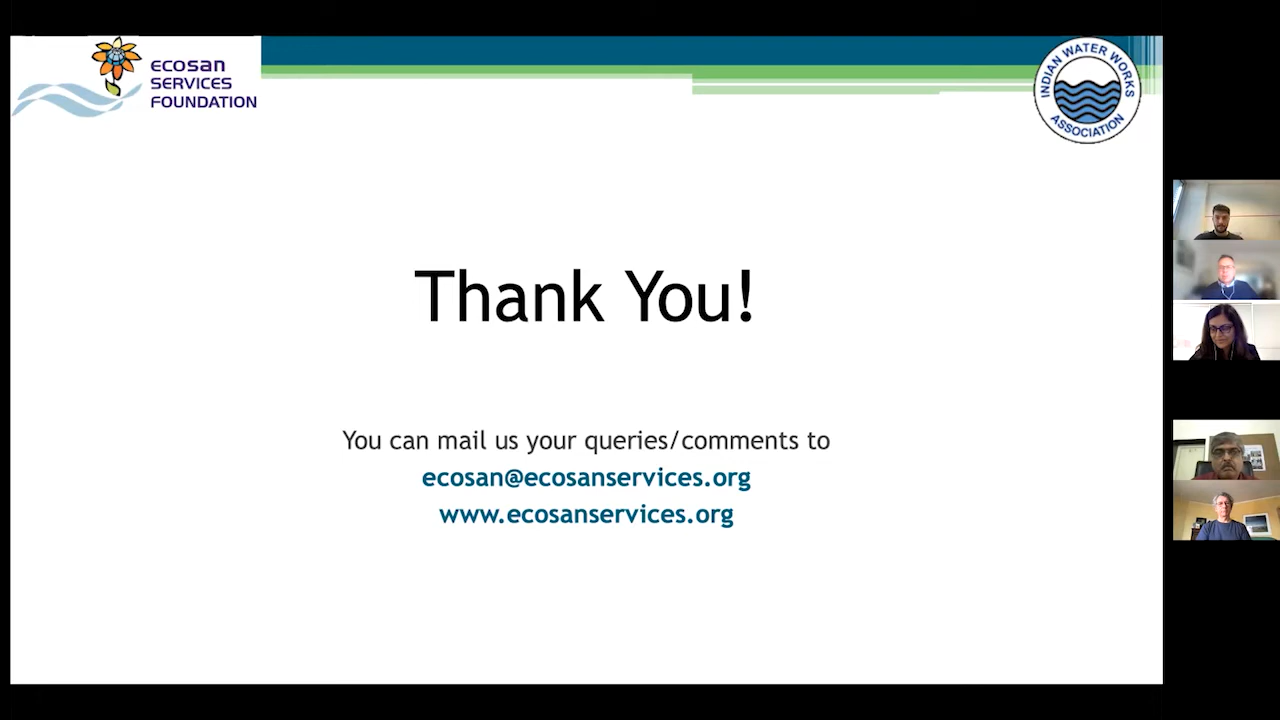 ecosan
SERVICES
FOUNDATION
INDIAN WATER WORKS
ASSOCIATION
Thank You!
You can mail us your queries/comments to
ecosan@ecosanservices.org
www.ecosanservices.org